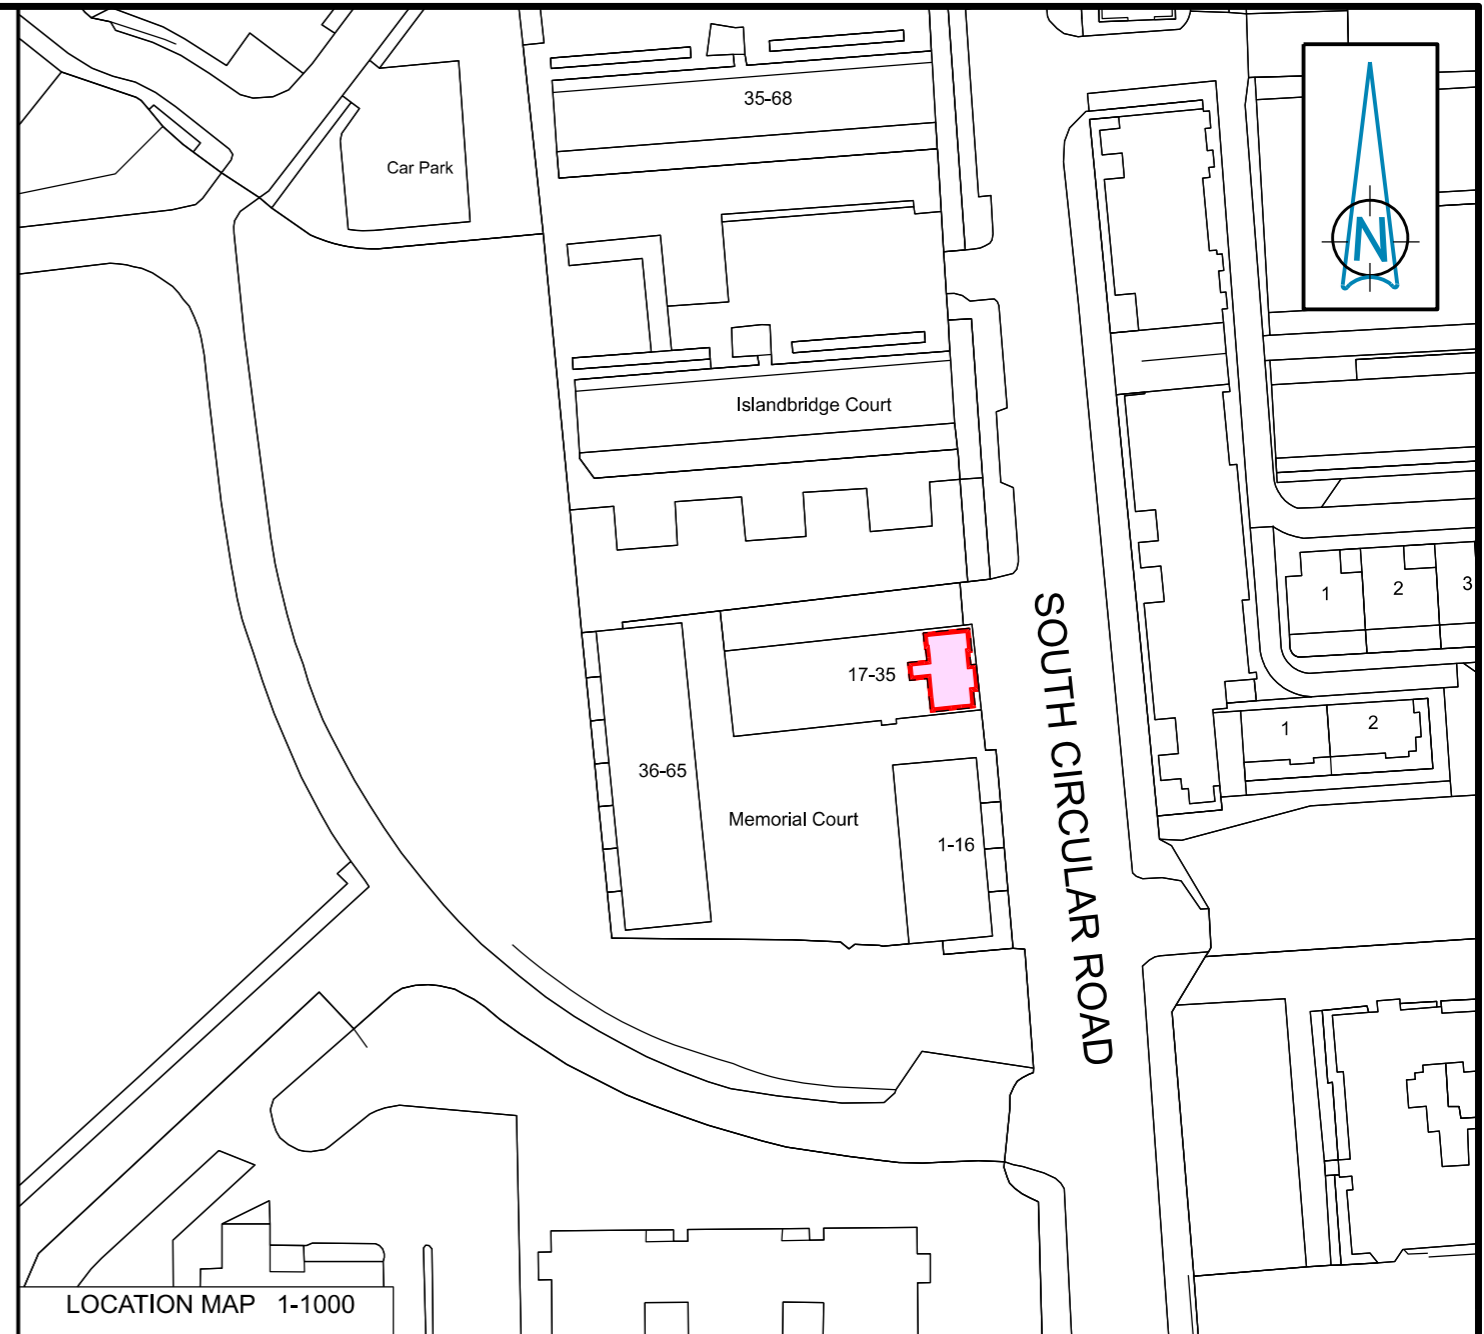 35-68
Car Park
N
Islandbridge Court
1
2
3
SOUTH CIRCULAR ROAD
17-35
1
2
36-65
Memorial Court
1-16
LOCATION MAP 1-1000